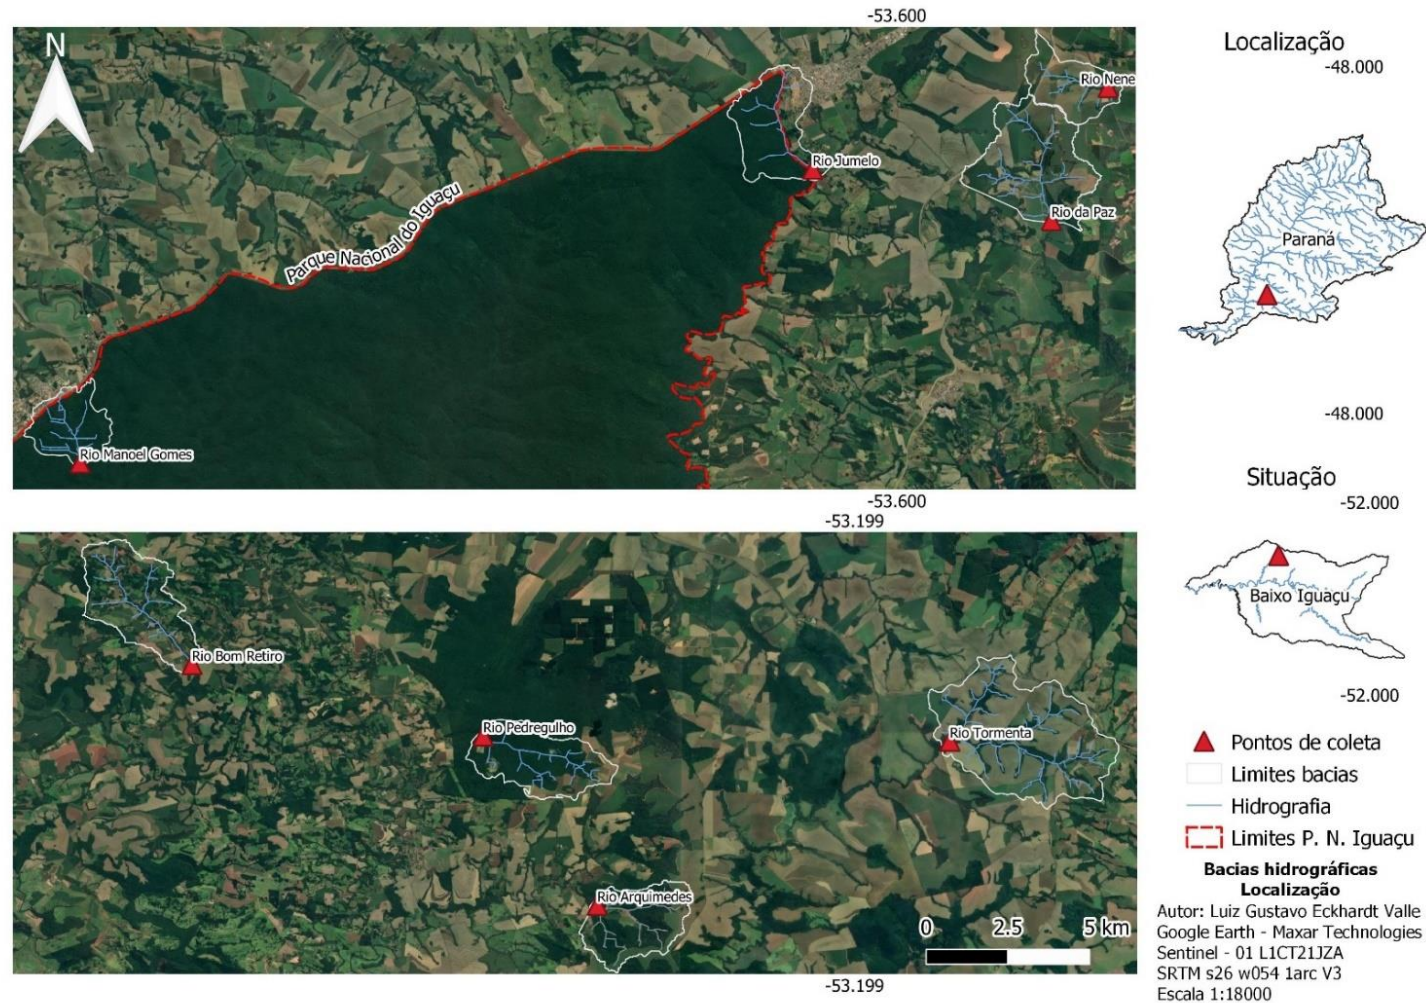 -53.600
N
Rio Nene
Rio Jumelo
Rio da Paz
Parque Nacional do Iguaçu
Rio Manoel Gomes
-53.600
-53.199
Rio Bom Retiro
Rio Pedregulho
Rio Tormenta
Rio Arquimedes
0 2.5 5 km
-53.199
Localização
-48.000
Paraná
-48.000
Situação
-52.000
Baixo Iguaçu
-52.000
Pontos de coleta
Limites bacias
Hidrografia
Limites P. N. Iguaçu
Bacias hidrográficas
Localização
Autor: Luiz Gustavo Eckhardt Valle
Google Earth - Maxar Technologies
Sentinel - 01 L1CT21JZA
SRTM s26 w054 1arc V3
Escala 1:18000